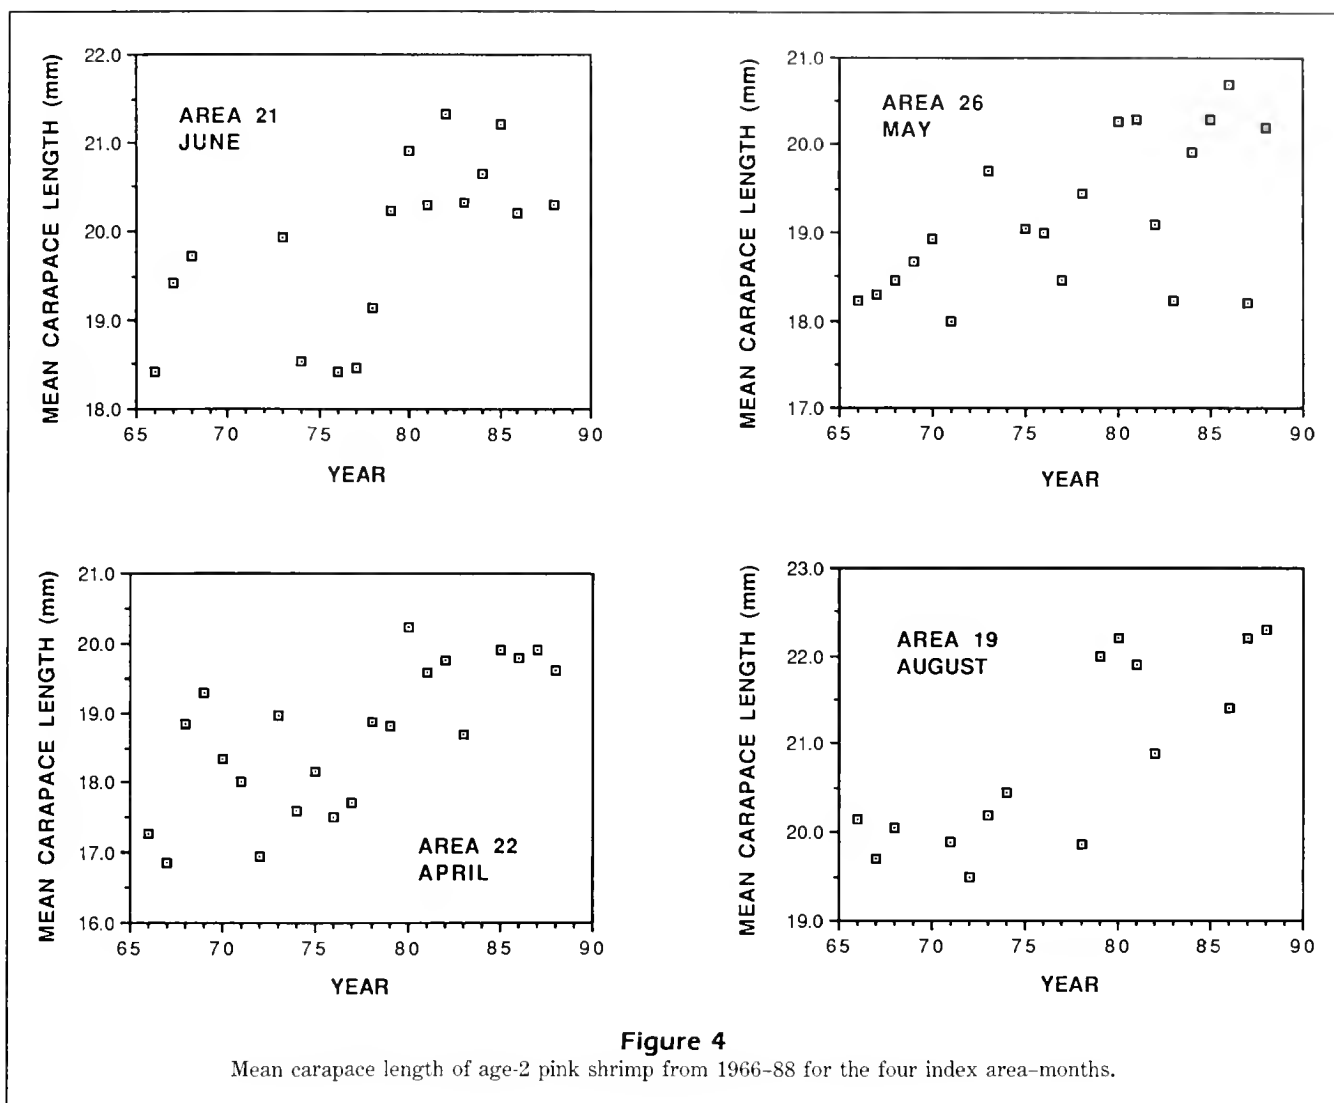 22.0
21.0
20.0
19.0
18.0
MEAN CARAPACE LENGTH (mm)
AREA 21
JUNE
65 70 75 80 85 90
YEAR
21.0
20.0
19.0
18.0
17.0
MEAN CARAPACE LENGTH (mm)
AREA 26
MAY
65 70 75 80 85 90
YEAR
21.0
20.0
19.0
18.0
17.0
16.0
MEAN CARAPACE LENGTH (mm)
AREA 22
APRIL
65 70 75 80 85 90
YEAR
23.0
22.0
21.0
20.0
19.0
MEAN CARAPACE LENGTH (mm)
AREA 19
AUGUST
65 70 75 80 85 90
YEAR
Figure 4
Mean carapace length of age-2 pink shrimp from 1966-88 for the four index area-months.